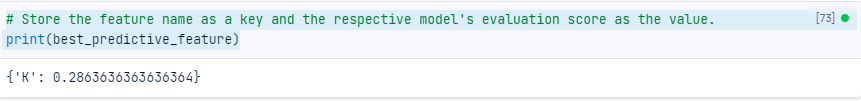 # Store the feature name as a key and the respective model's evaluation score as the value.
[73]
print(best_predictive_feature)
{'K': 0.2863636363636364}